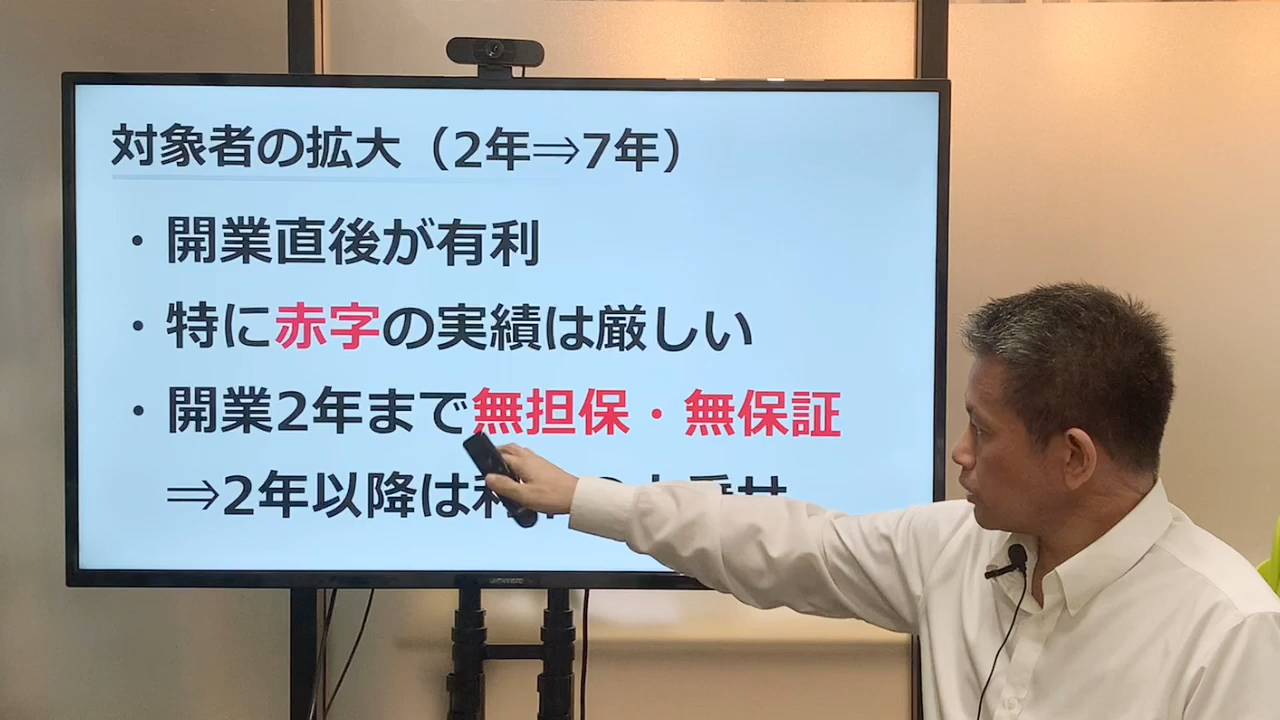 対象者の拡大（2年⇒7年）
・開業直後が有利
・特に赤字の実績は厳しい
・開業2年まで無担保・無保証
⇒2年以降は